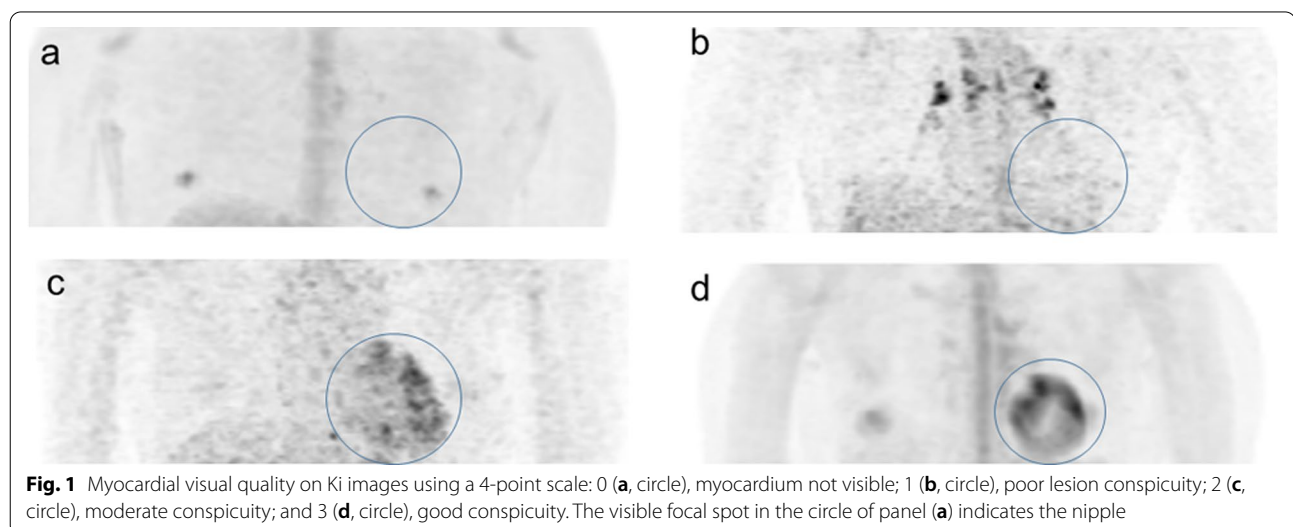 a
b
c
d
Fig. 1 Myocardial visual quality on Ki images using a 4-point scale: 0 (a, circle), myocardium not visible; 1 (b, circle), poor lesion conspicuity; 2 (c,
circle), moderate conspicuity; and 3 (d, circle), good conspicuity. The visible focal spot in the circle of panel (a) indicates the nipple